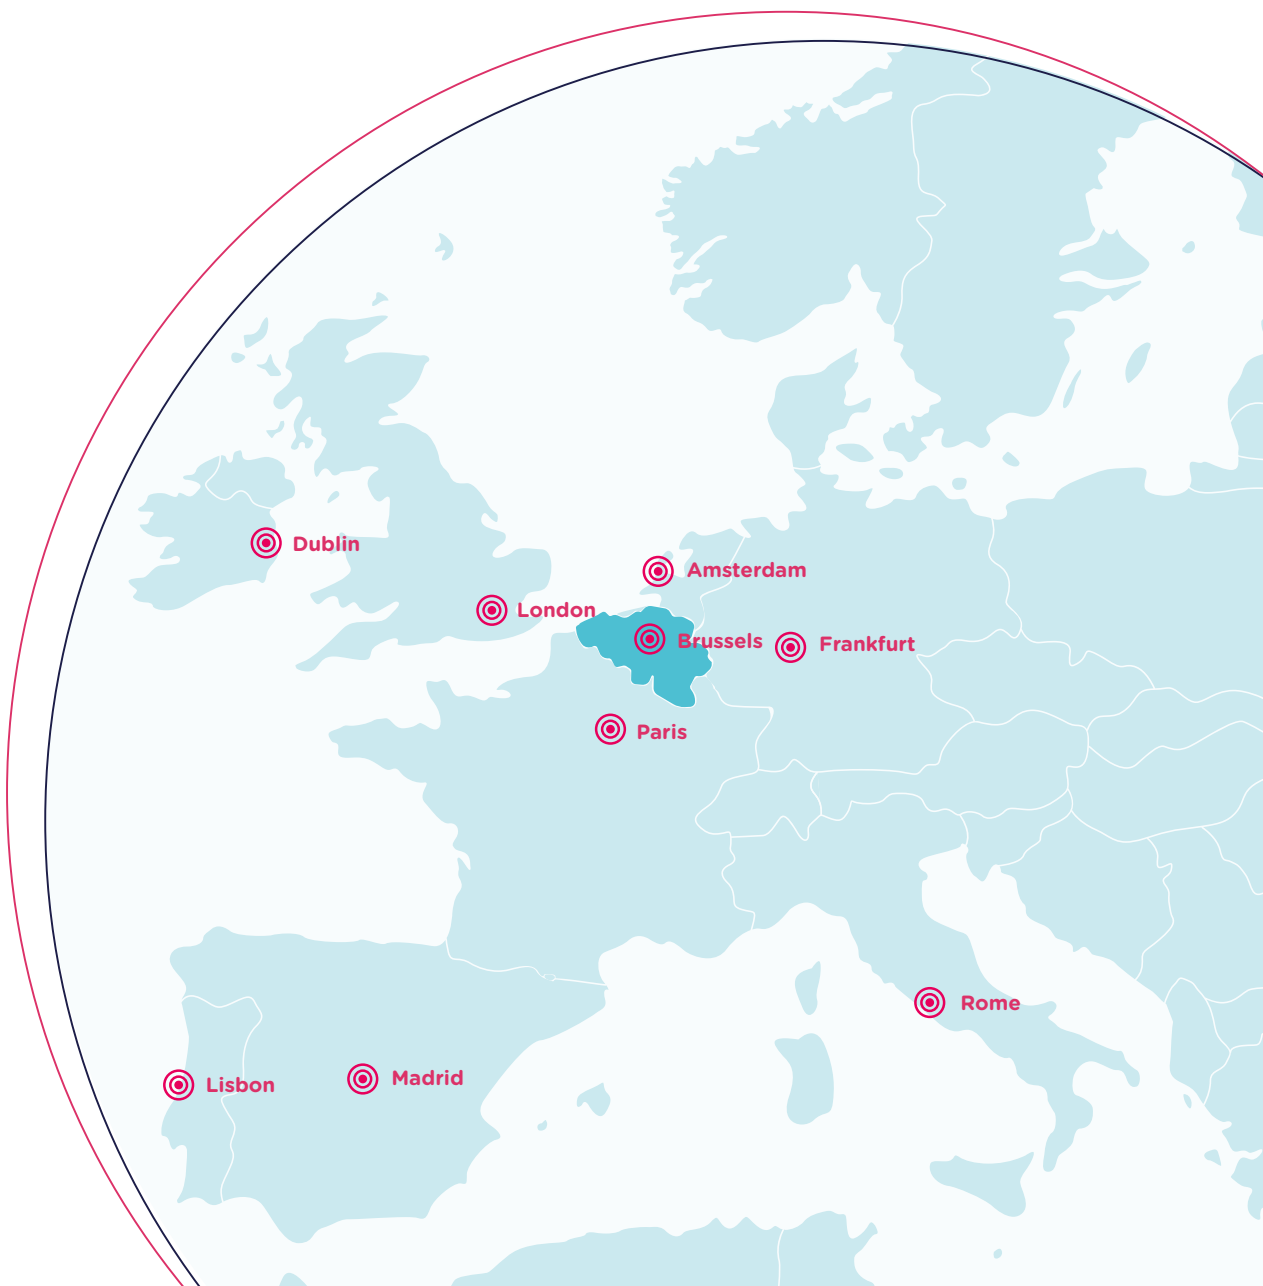 Dublin
Amsterdam
London
Brussels
Frankfurt
Paris
Rome
Madrid
Lisbon